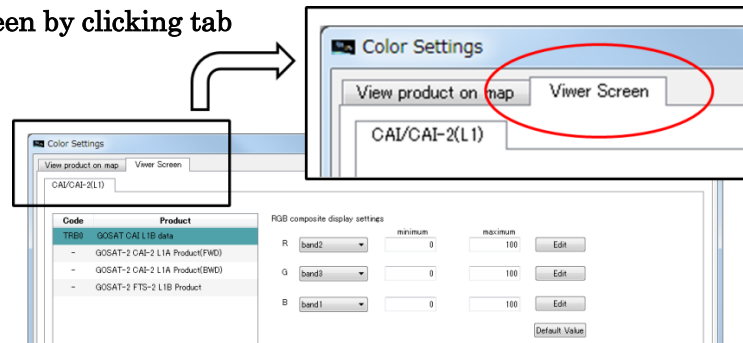 een by clicking tab
Color Settings
View product on map Viwer Screen
CAI/CAI-2(L1)
Color Settings
View product on map Viwer Screen
CAI/CAI-2(L1)
Code Product
TRB0 GOSAT CAI L1B data
- GOSAT-2 CAI-2 L1A Product(FWD)
- GOSAT-2 CAI-2 L1A Product(BWD)
- GOSAT-2 FTS-2 L1B Product
RGB composite display settings
minimum maximum
R band2 0 100 Edit
G band3 0 100 Edit
B band1 0 100 Edit
Default Value